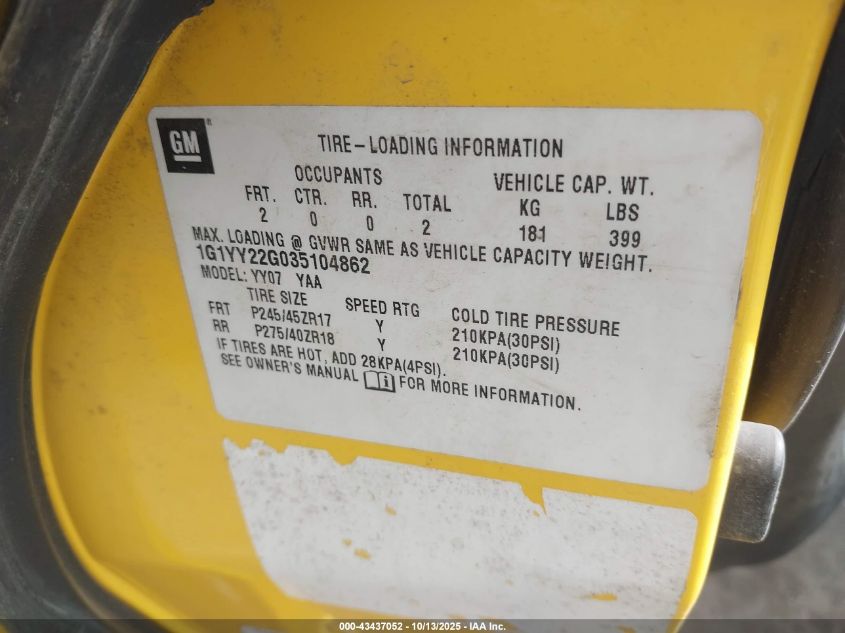 GM
TIRE-LOADING INFORMATION
OCCUPANTS VEHICLE CAP. WT.
FRT. CTR. RR. TOTAL KG LBS
2 0 0 2 181 399
MAX. LOADING @ GVWR SAME AS VEHICLE CAPACITY WEIGHT.
1G1YY22G035104862
MODEL: YY07 YAA
TIRE SIZE SPEED RTG COLD TIRE PRESSURE
FRT P245/45ZR17 Y 210KPA(30PSI)
RR P275/40ZR18 Y 210KPA(30PSI)
IF TIRES ARE HOT, ADD 28KPA(4PSI).
SEE OWNER'S MANUAL FOR MORE INFORMATION.
000-43437052 - 10/13/2025 - IAA Inc.